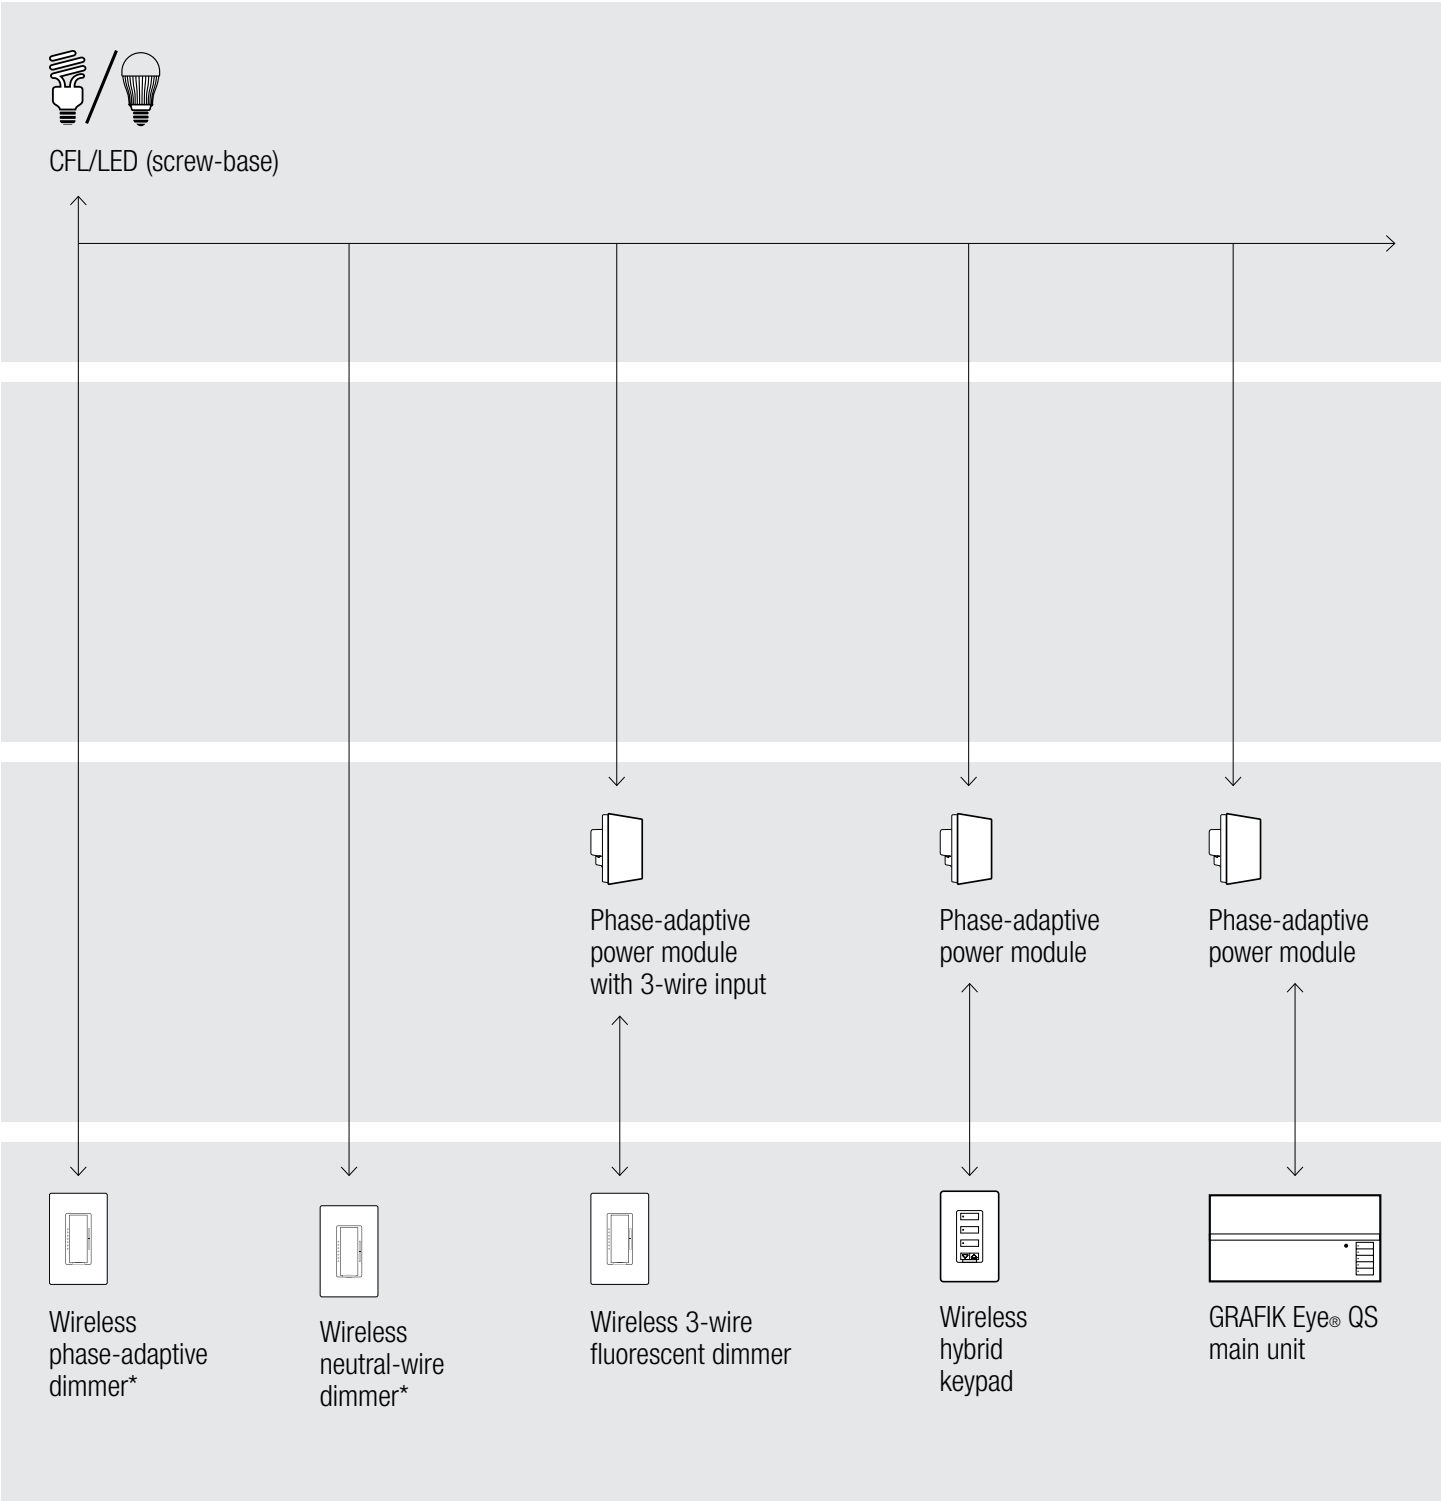 CFL/LED (screw-base)
Phase-adaptive
power module
with 3-wire input
Phase-adaptive
power module
Phase-adaptive
power module
Wireless
phase-adaptive
dimmer*
Wireless
neutral-wire
dimmer*
Wireless 3-wire
fluorescent dimmer
Wireless
hybrid
keypad
GRAFIK Eye® QS
main unit